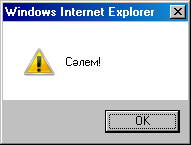 Windows Internet Explorer
Сәлем!
OK